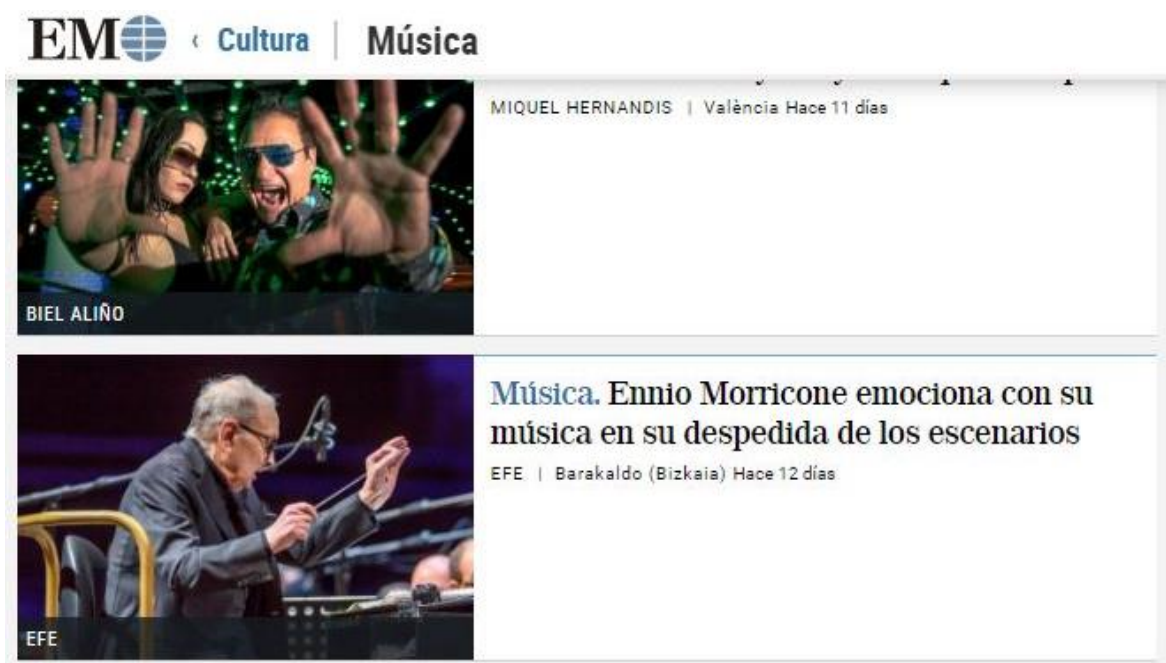 EM ‹ Cultura | Música
MIQUEL HERNANDIS | València Hace 11 días
BIEL ALIÑO
Música. Ennio Morricone emociona con su
música en su despedida de los escenarios
EFE | Barakaldo (Bizkaia) Hace 12 días
EFE